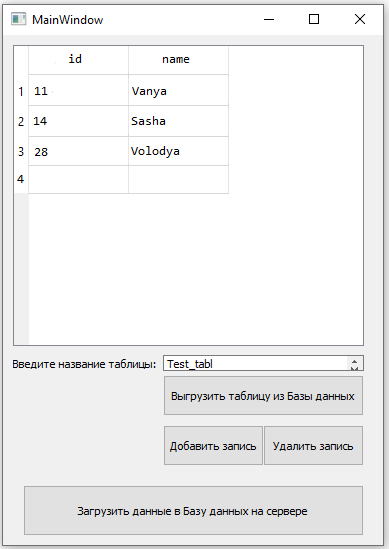 MainWindow
id name
1 11 Vanya
2 14 Sasha
3 28 Volodya
4
Введите название таблицы: Test_tabl
Выгрузить таблицу из Базы данных
Добавить запись Удалить запись
Загрузить данные в Базу данных на сервере